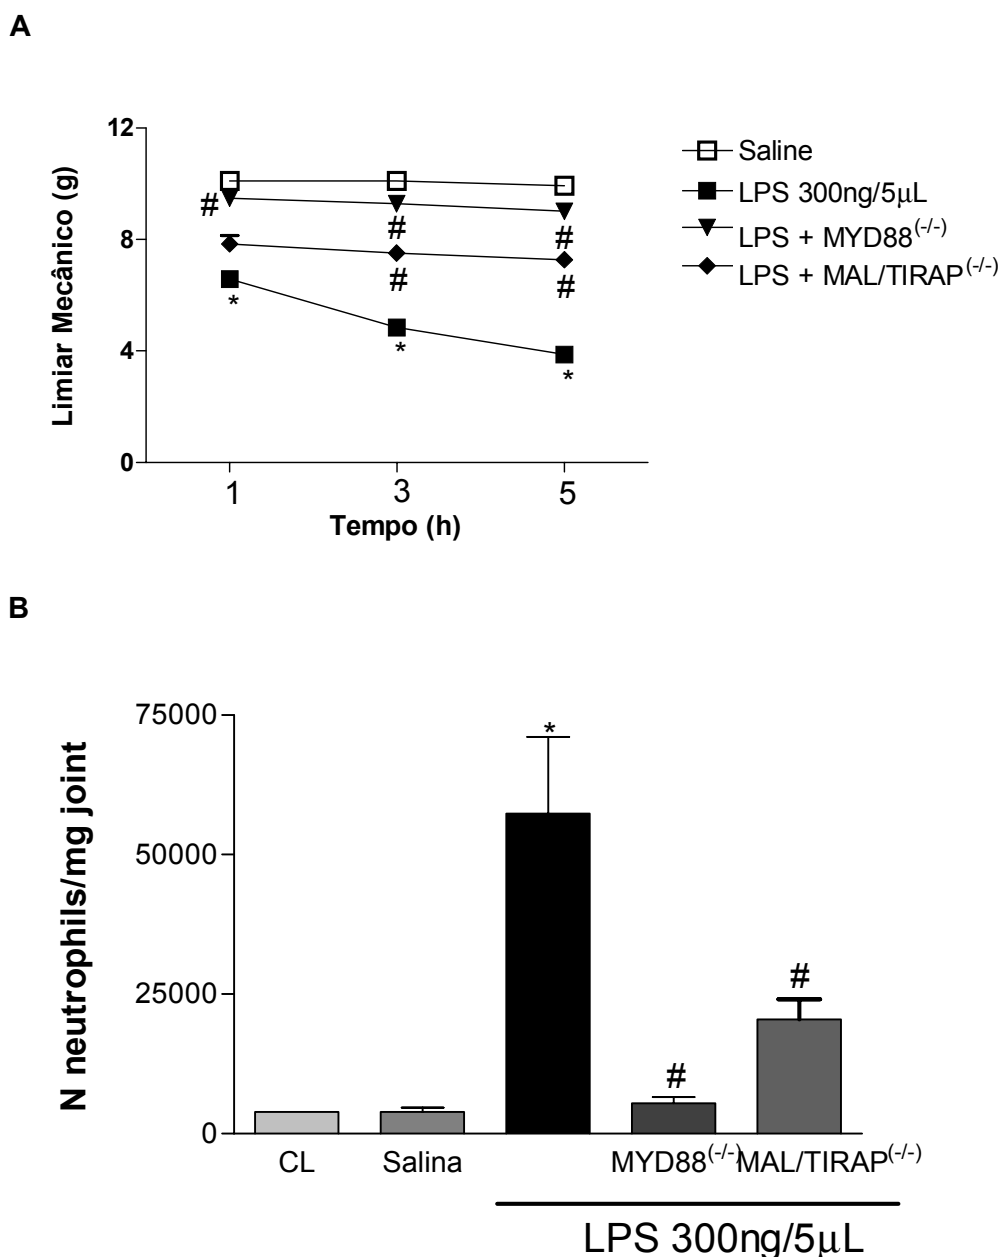 A
12
8
4
0
Limiar Mecânico (g)
#
*
#
#
*
#
#
*
1 3 5
Tempo (h)
Saline
LPS 300ng/5µL
LPS + MYD88(-/-)
LPS + MAL/TIRAP(-/-)
B
75000
50000
25000
0
N neutrophils/mg joint
*
#
#
CL Salina MYD88(-/-) MAL/TIRAP(-/-)
LPS 300ng/5µL